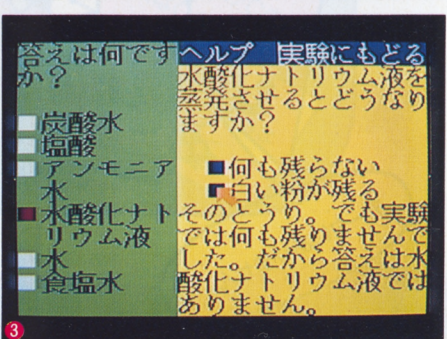 答えは何です
か？
炭酸水
塩酸
アンモニア
水
水酸化ナト
リウム液
水
食塩水
ヘルプ 実験にもどる
水酸化ナトリウム液を
蒸発させるとどうなり
ますか？
何も残らない
白い粉が残る
そのとうり。でも実験
では何も残りませんで
した。だから答えは水
酸化ナトリウム液では
ありません。
3